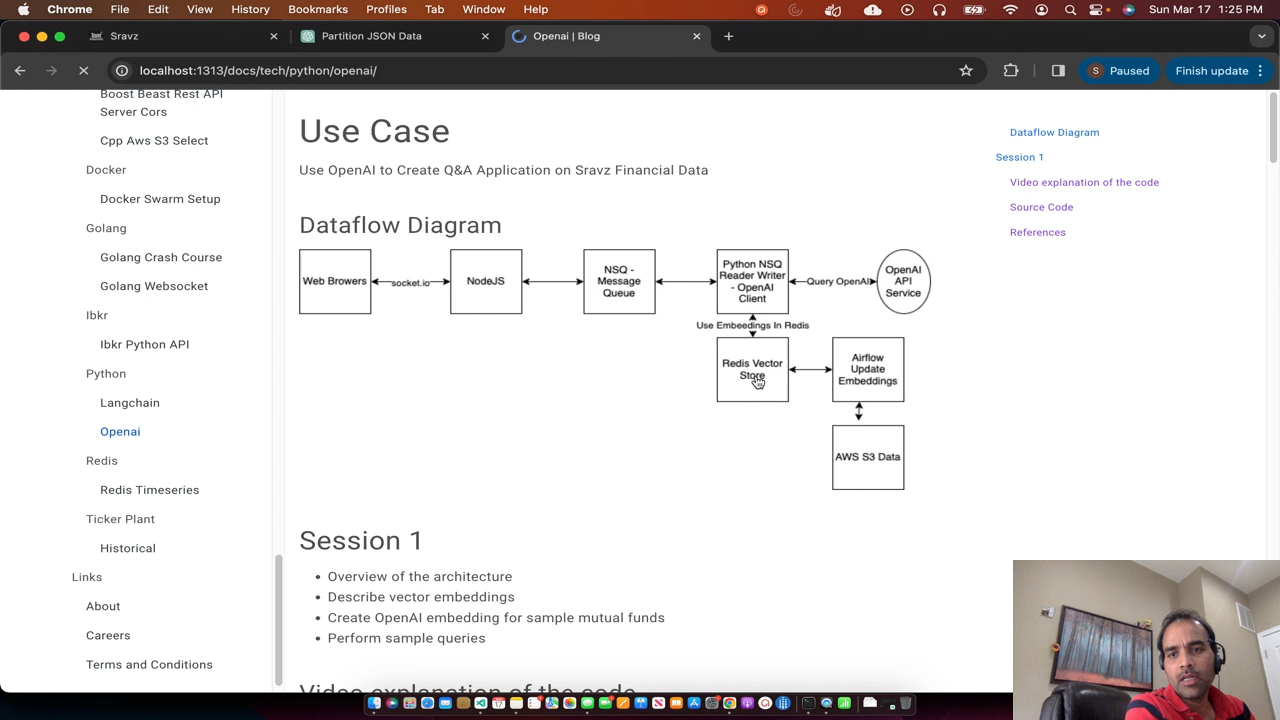 Chrome File Edit View History Bookmarks Profiles Tab Window Help
Sun Mar 17 1:25 PM
Sravz
Partition JSON Data
Openai | Blog
localhost:1313/docs/tech/python/openai/
S Paused
Finish update
Boost Beast Rest API
Server Cors
Cpp Aws S3 Select
Docker
Docker Swarm Setup
Golang
Golang Crash Course
Golang Websocket
Ibkr
Ibkr Python API
Python
Langchain
Openai
Redis
Redis Timeseries
Ticker Plant
Historical
Links
About
Careers
Terms and Conditions
Use Case
Use OpenAI to Create Q&A Application on Sravz Financial Data
Dataflow Diagram
Web Browers
socket.io
NodeJS
NSQ -
Message
Queue
Python NSQ
Reader Writer
- OpenAI
Client
Query OpenAI
OpenAI
API
Service
Use Embeedings In Redis
Redis Vector
Store
Airflow
Update
Embeddings
AWS S3 Data
Session 1
Overview of the architecture
Describe vector embeddings
Create OpenAI embedding for sample mutual funds
Perform sample queries
Video explanation of the code
Dataflow Diagram
Session 1
Video explanation of the code
Source Code
References